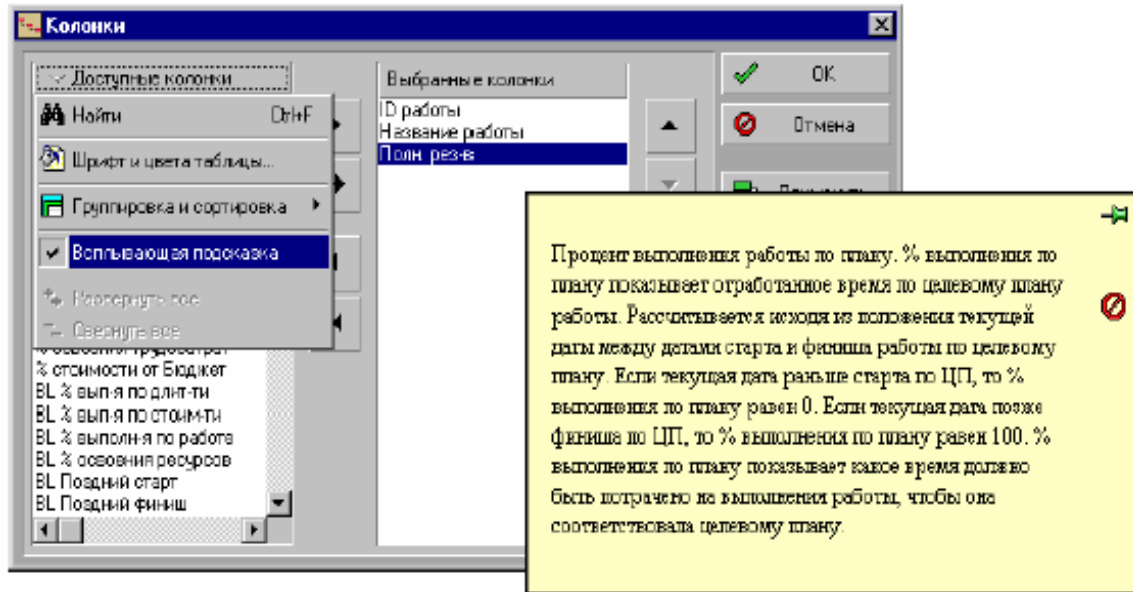 Колонки
Доступные колонки
Найти Ctrl+F
Шрифт и цвета таблицы...
Группировка и сортировка
Всплывающая подсказка
Развернуть все
Свернуть все
% освоения трудозатрат
% стоимости от Бюджет
BL % вып-я по длит-ти
BL % вып-я по стоим-ти
BL % выполн-я по работе
BL % освоения ресурсов
BL Поздний старт
BL Поздний финиш
Выбранные колонки
ID работы
Название работы
Полн. рез-в
OK
Отмена
Процент выполнения работы по плану. % выполнения по
плану показывает отработанное время по целевому плану
работы. Рассчитывается исходя из положения текущей
даты между датами старта и финиша работы по целевому
плану. Если текущая дата раньше старта по ЦП, то %
выполнения по плану равен 0. Если текущая дата позже
финиша по ЦП, то % выполнения по плану равен 100. %
выполнения по плану показывает какое время должно
быть потрачено на выполнения работы, чтобы она
соответствовала целевому плану.